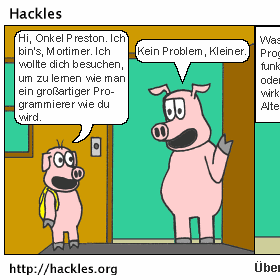 Hackles
Hi, Onkel Preston. Ich
bin's, Mortimer. Ich
wollte dich besuchen,
um zu lernen wie man
ein großartiger Pro-
grammierer wie du
wird.
Kein Problem, Kleiner.
Was
Prog
funk
oder
wirk
Alte
http://hackles.org
Über